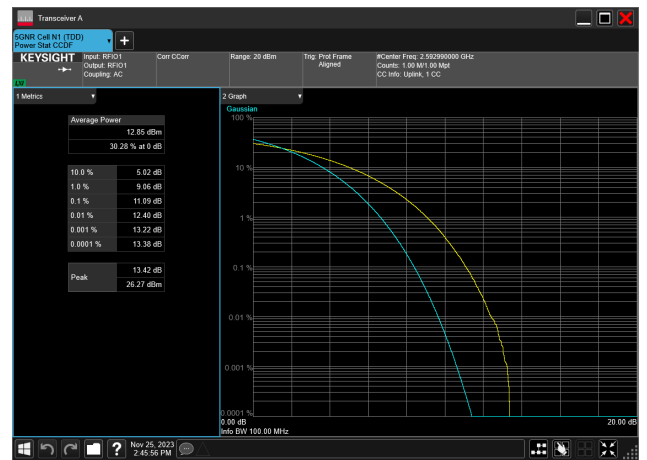 Transceiver A
5GNR Cell N1 (TDD)
Power Stat CCDF
KEYSIGHT
Input: RFIO1
Output: RFIO1
Coupling: AC
Corr CCorr
Range: 20 dBm
Trig: Prot Frame
Aligned
#Center Freq: 2.592990000 GHz
Counts: 1.00 M/1.00 Mpt
CC Info: Uplink, 1 CC
LXI
1 Metrics
Average Power
12.85 dBm
30.28 % at 0 dB
10.0 % 5.02 dB
1.0 % 9.06 dB
0.1 % 11.09 dB
0.01 % 12.40 dB
0.001 % 13.22 dB
0.0001 % 13.38 dB
Peak
13.42 dB
26.27 dBm
2 Graph
Gaussian
100 %
10 %
1 %
0.1 %
0.01 %
0.001 %
0.0001 %
0.00 dB
20.00 dB
Info BW 100.00 MHz
Nov 25, 2023
2:45:56 PM